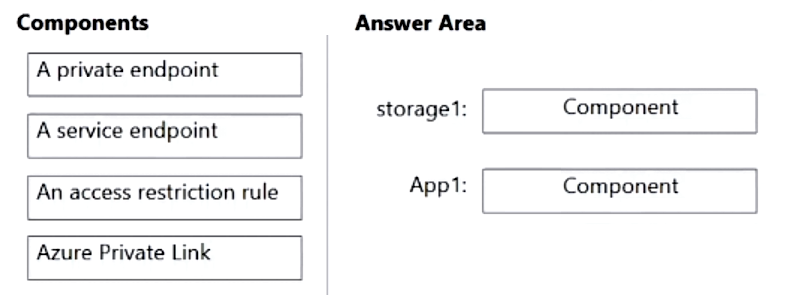 Components
A private endpoint
A service endpoint
An access restriction rule
Azure Private Link
Answer Area
storage1: Component
App1: Component